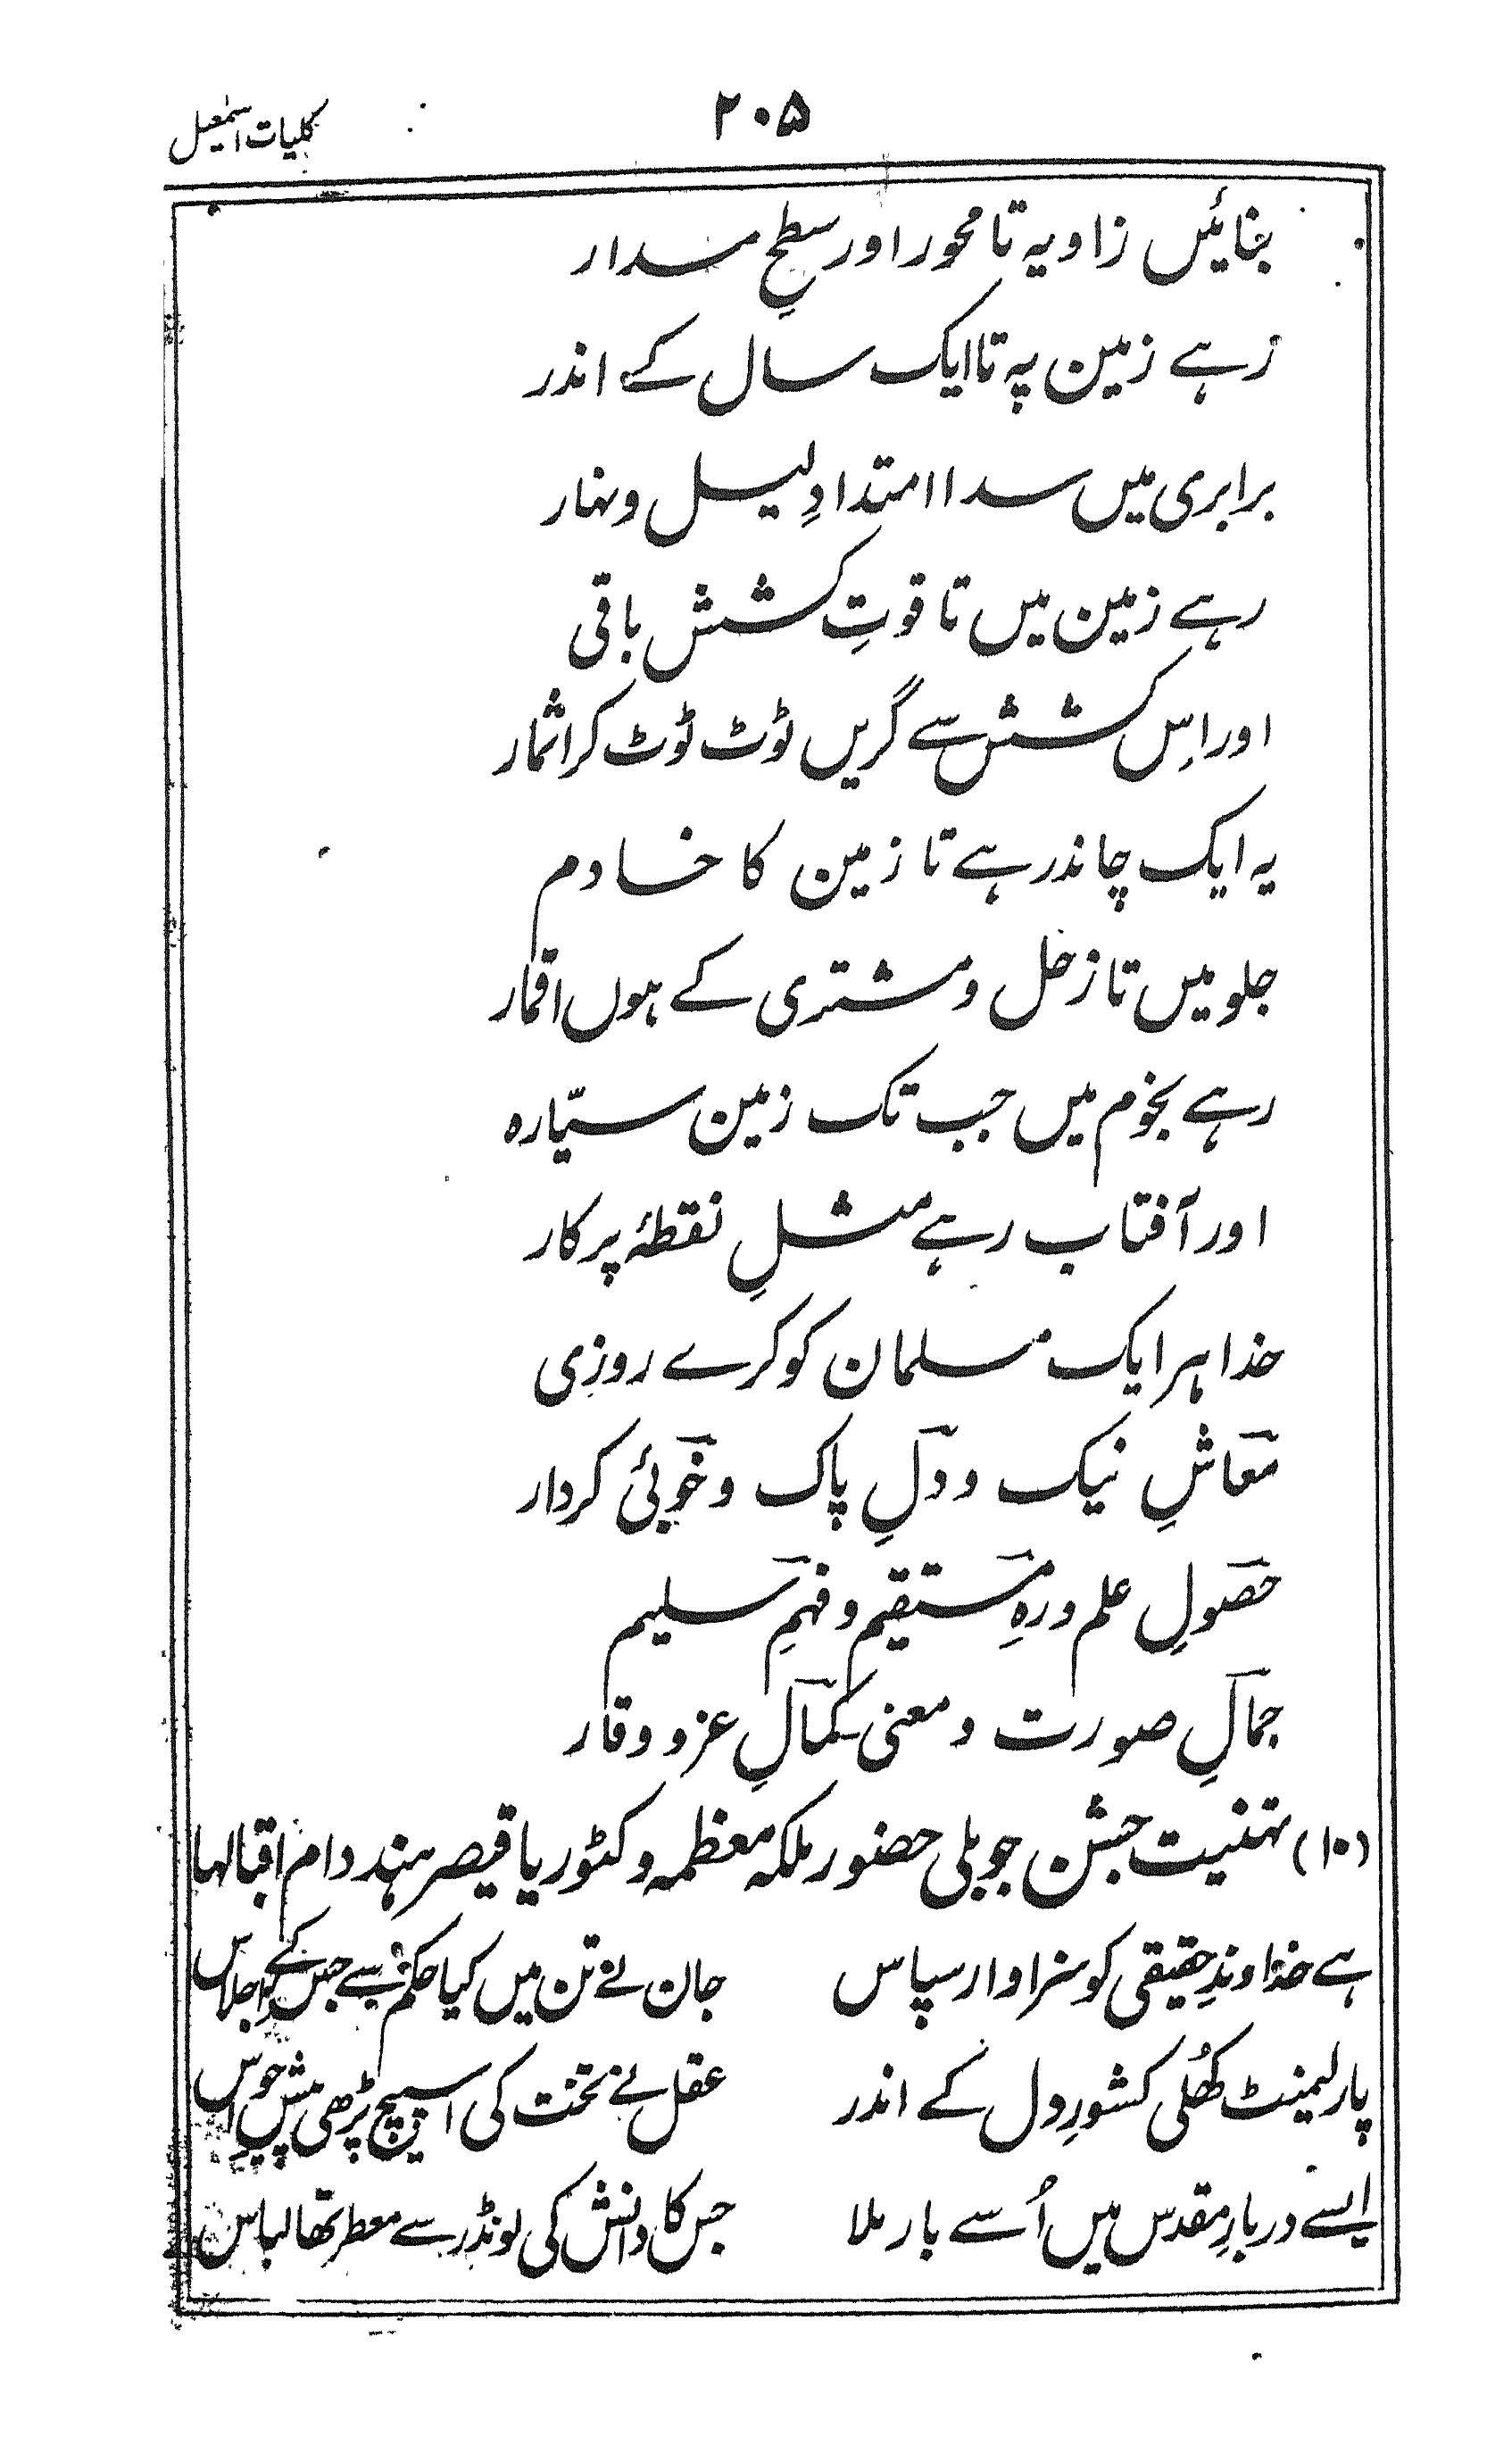 کلیات اسمٰعیل
۲۰۵
بنائیں زاویہ تا محور اور سطحِ مدار
رہے زمین پہ تا ایک سال کے اندر
برابری میں سدا امتدادِ لیل و نہار
رہے زمین میں تا قوتِ کشش باقی
اور اِس کشش سے گریں ٹوٹ ٹوٹ کر اثمار
یہ ایک چاند رہے تا زمین کا خادم
جلو میں تا زحل و مشتری کے ہوں اقمار
رہے نجوم میں جب تک زمین سیّارہ
اور آفتاب رہے مثلِ نقطۂ پرکار
خدا ہر ایک مسلمان کو کرے روزی
معاشِ نیک و دلِ پاک و خوبیٔ کردار
حصولِ علم و رہِ مستقیم و فہمِ سلیم
جمالِ صورت و معنی کمالِ عز و وقار
(۱۰) تہنیت جشن جوبلی حضور ملکہ معظمہ وکٹوریا قیصر ہند دام اقبالہا
ہے خداوندِ حقیقی کو سزاوار سپاس جان نے تن میں کیا حکم سے جس کے اِجلاس
پارلیمنٹ کھُلی کشورِ دل کے اندر عقل نے تخت کی اسپیچ پڑھی پیشِ حواس
ایسے دربارِ مقدس میں اُسے بار ملا جس کا دانش کی لونڈر سے معطر تھا لباس